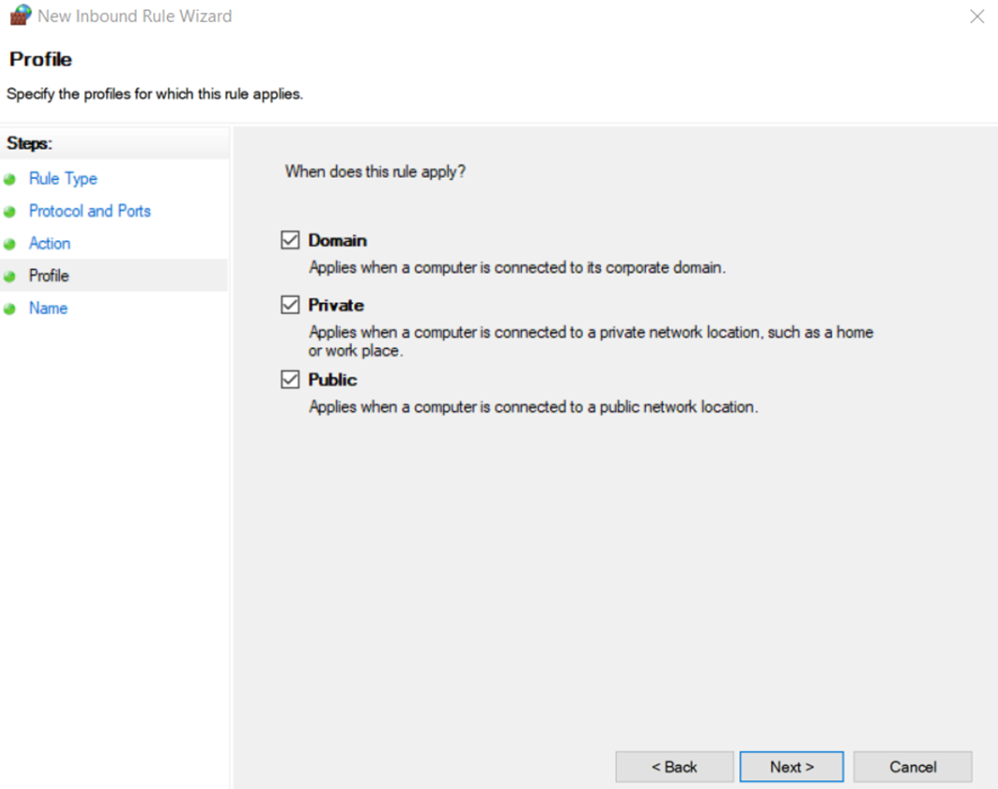 New Inbound Rule Wizard
Profile
Specify the profiles for which this rule applies.
Steps:
Rule Type
Protocol and Ports
Action
Profile
Name
When does this rule apply?
Domain
Applies when a computer is connected to its corporate domain.
Private
Applies when a computer is connected to a private network location, such as a home
or work place.
Public
Applies when a computer is connected to a public network location.
< Back
Next >
Cancel